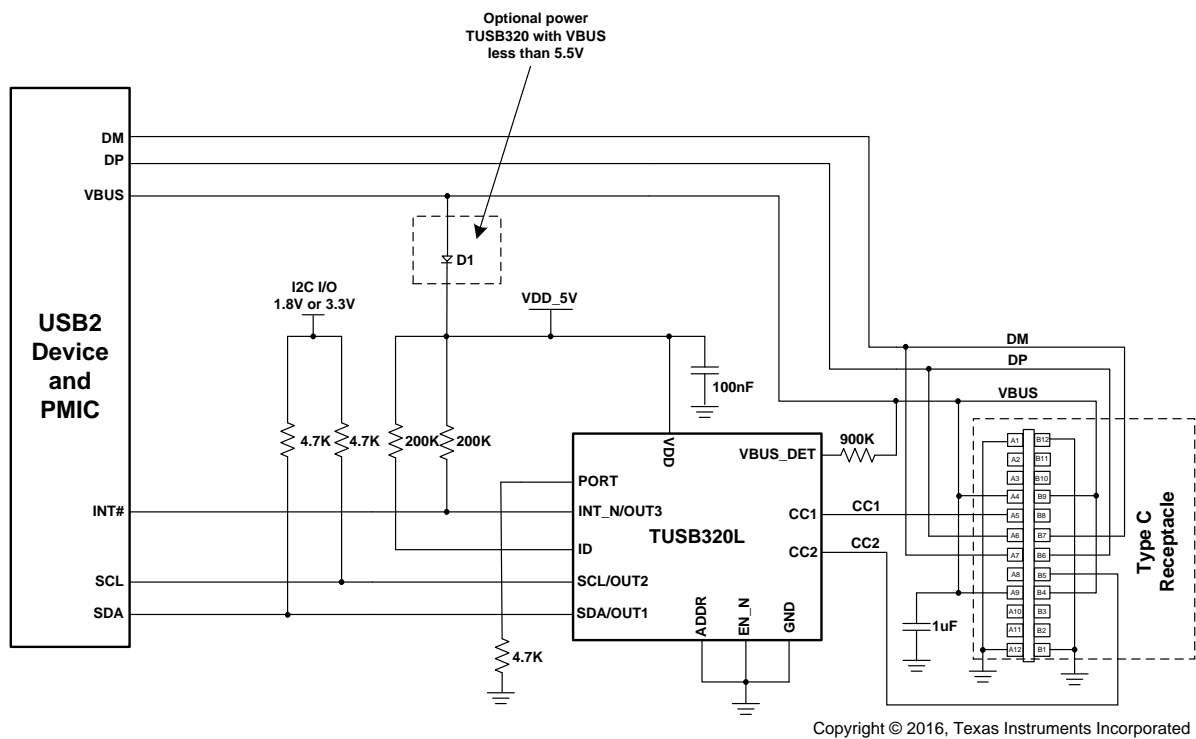 Optional power
TUSB320 with VBUS
less than 5.5V
DM
DP
VBUS
D1
I2C I/O
1.8V or 3.3V
VDD_5V
USB2
Device
and
PMIC
DM
DP
VBUS
100nF
4.7K
4.7K
200K
200K
VDD
VBUS_DET
900K
PORT
INT#
INT_N/OUT3
CC1
CC1
TUSB320L
ID
CC2
CC2
SCL
SCL/OUT2
SDA
SDA/OUT1
ADDR
EN_N
GND
4.7K
1uF
A1
B12
A2
B11
A3
B10
A4
B9
A5
B8
A6
B7
A7
B6
A8
B5
A9
B4
A10
B3
A11
B2
A12
B1
Type C
Receptacle
Copyright © 2016, Texas Instruments Incorporated